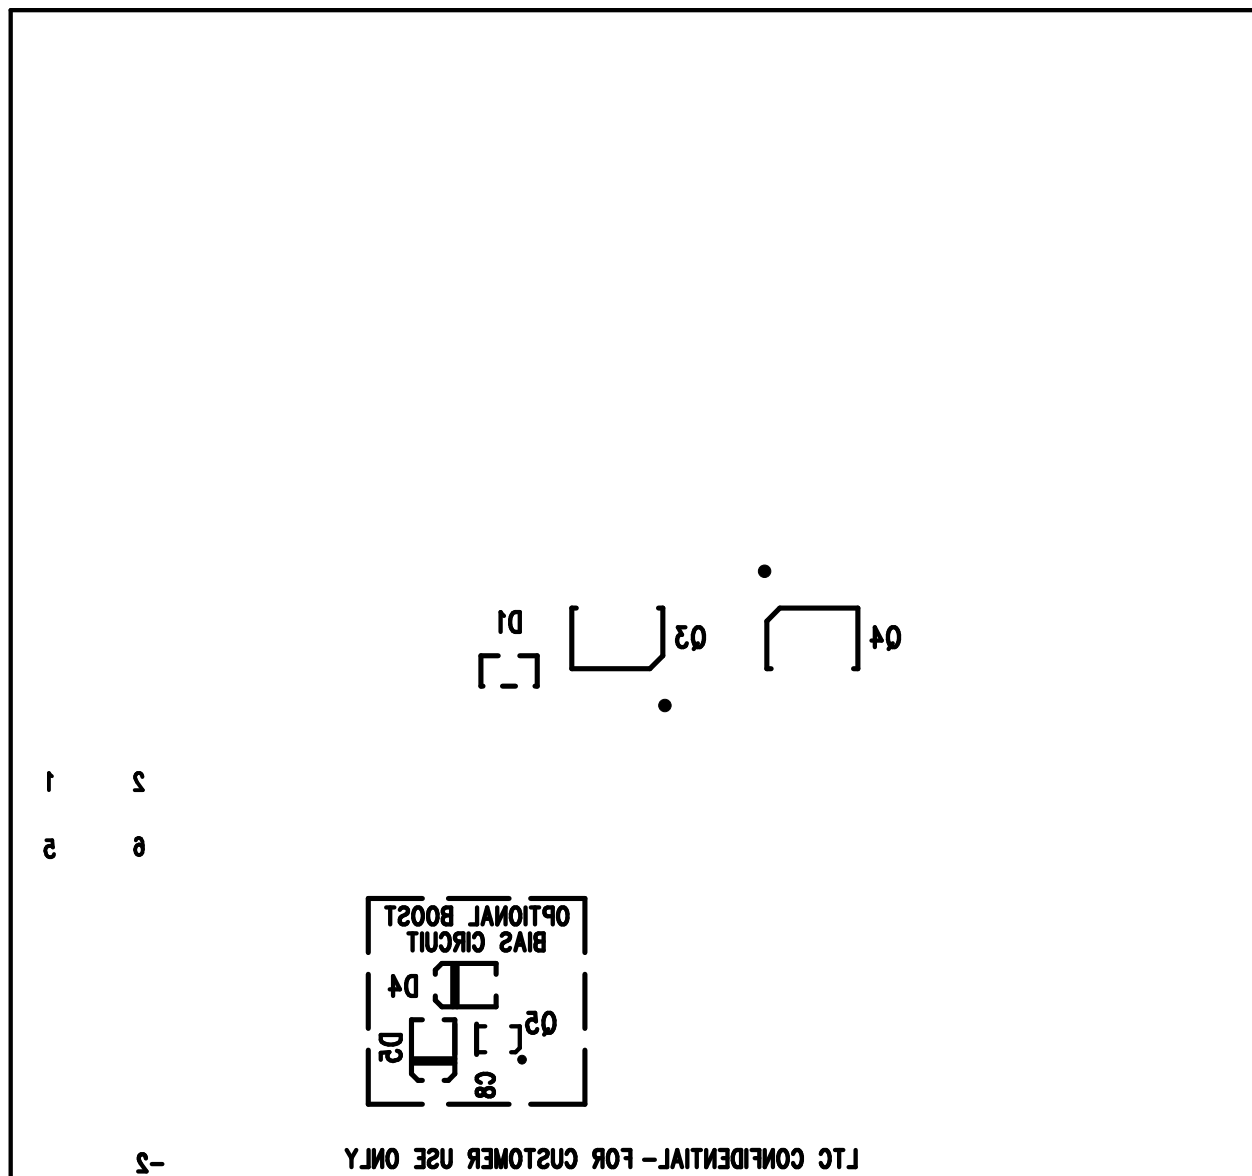 D1
Q3
Q4
1 2
5 6
OPTIONAL BOOST
BIAS CIRCUIT
D4
Q5
D5
C8
-2
LTC CONFIDENTIAL-FOR CUSTOMER USE ONLY